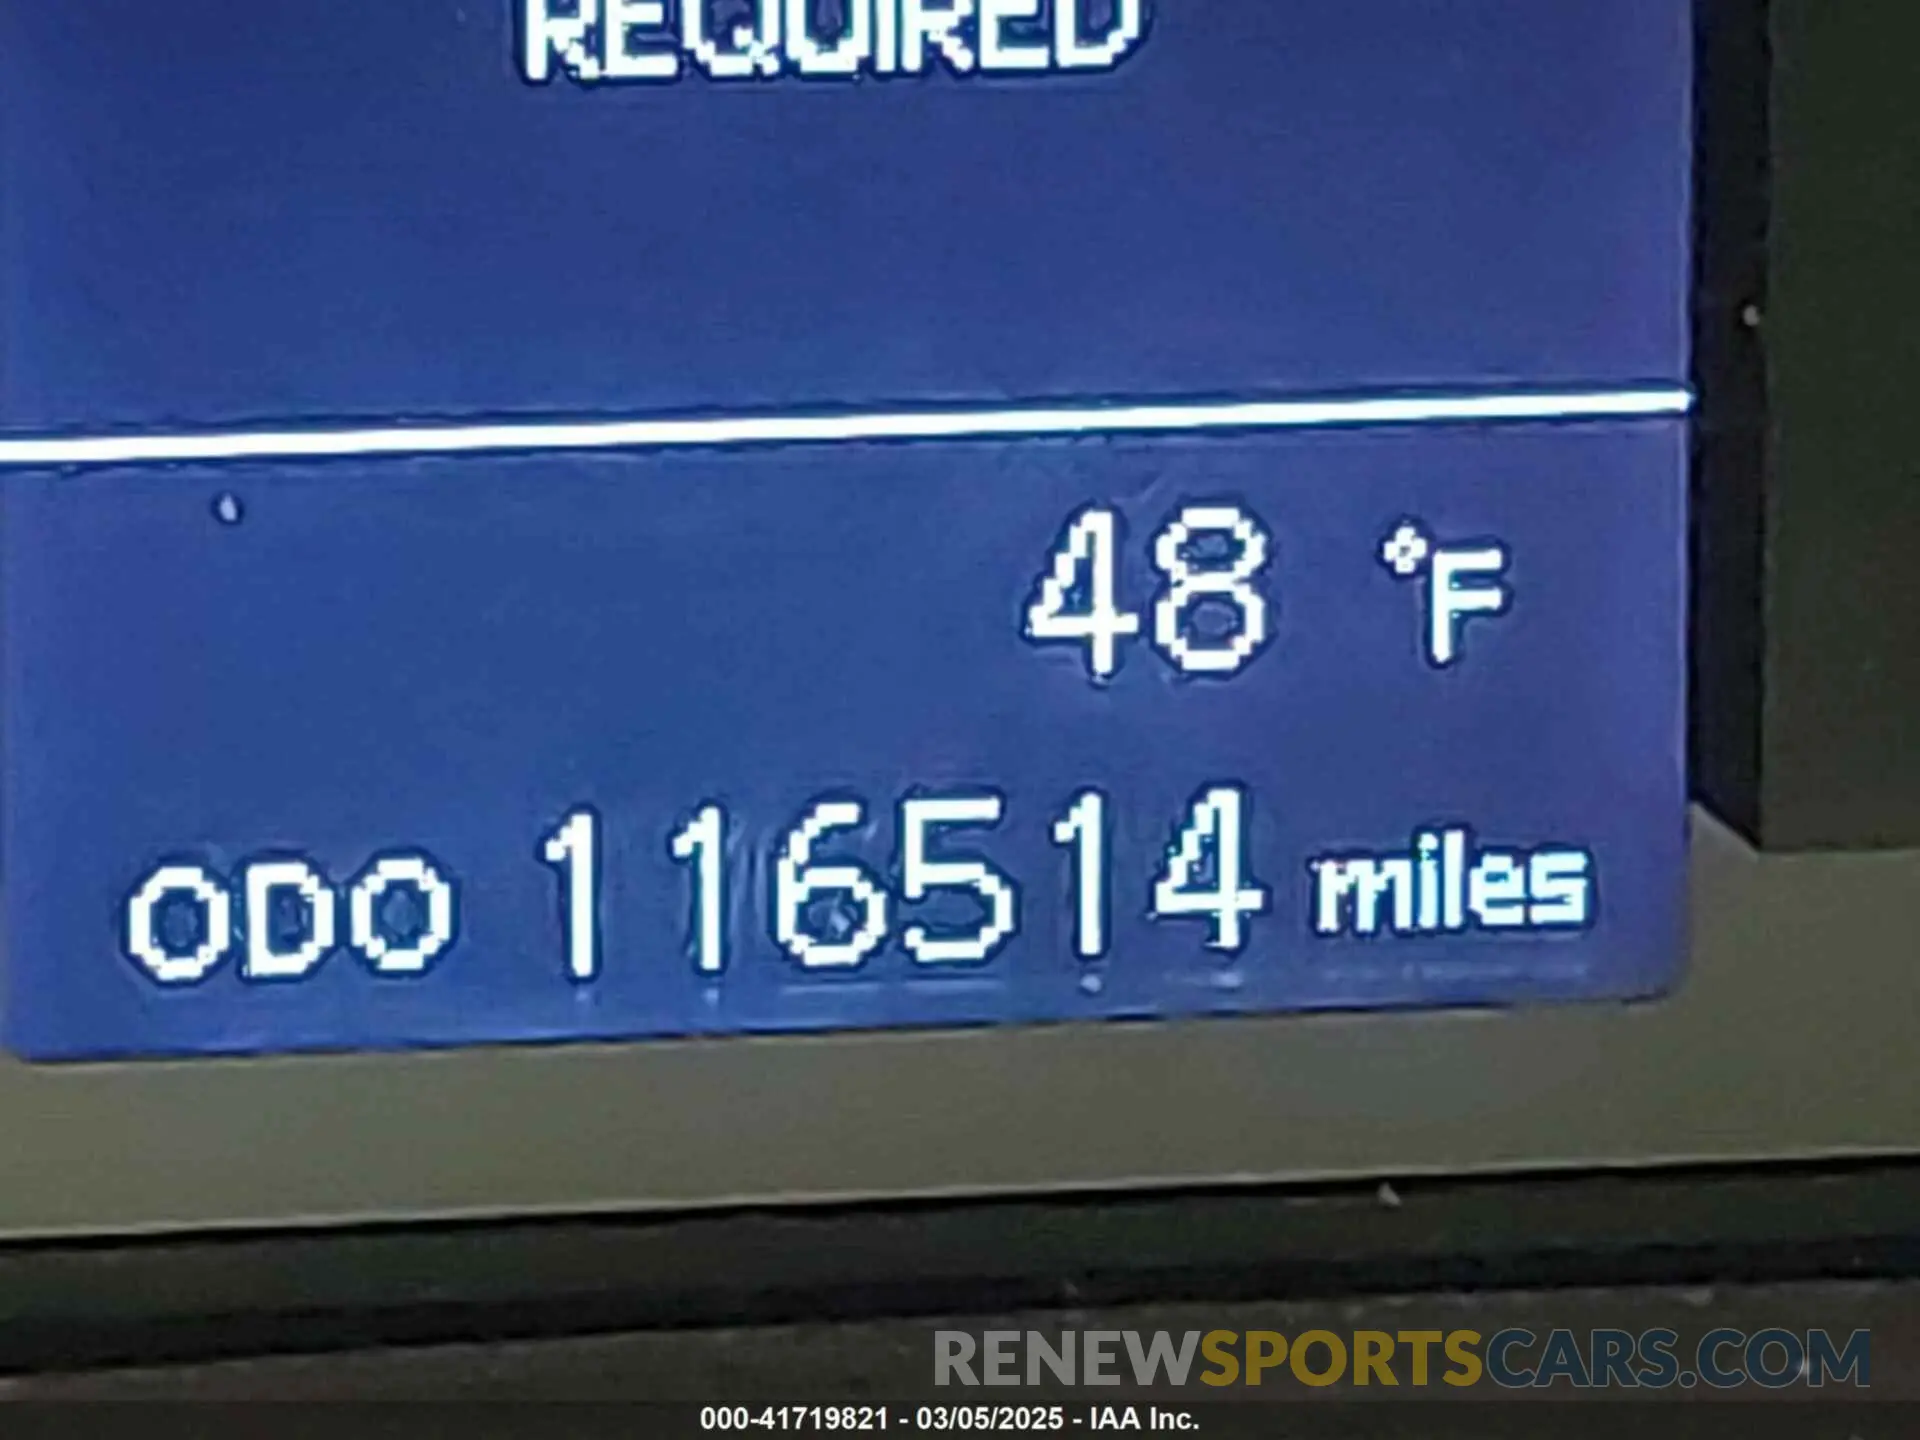 REQUIRED
48 °F
ODO 116514 miles
RENEWSPORTSCARS.COM
000-41719821 - 03/05/2025 - IAA Inc.